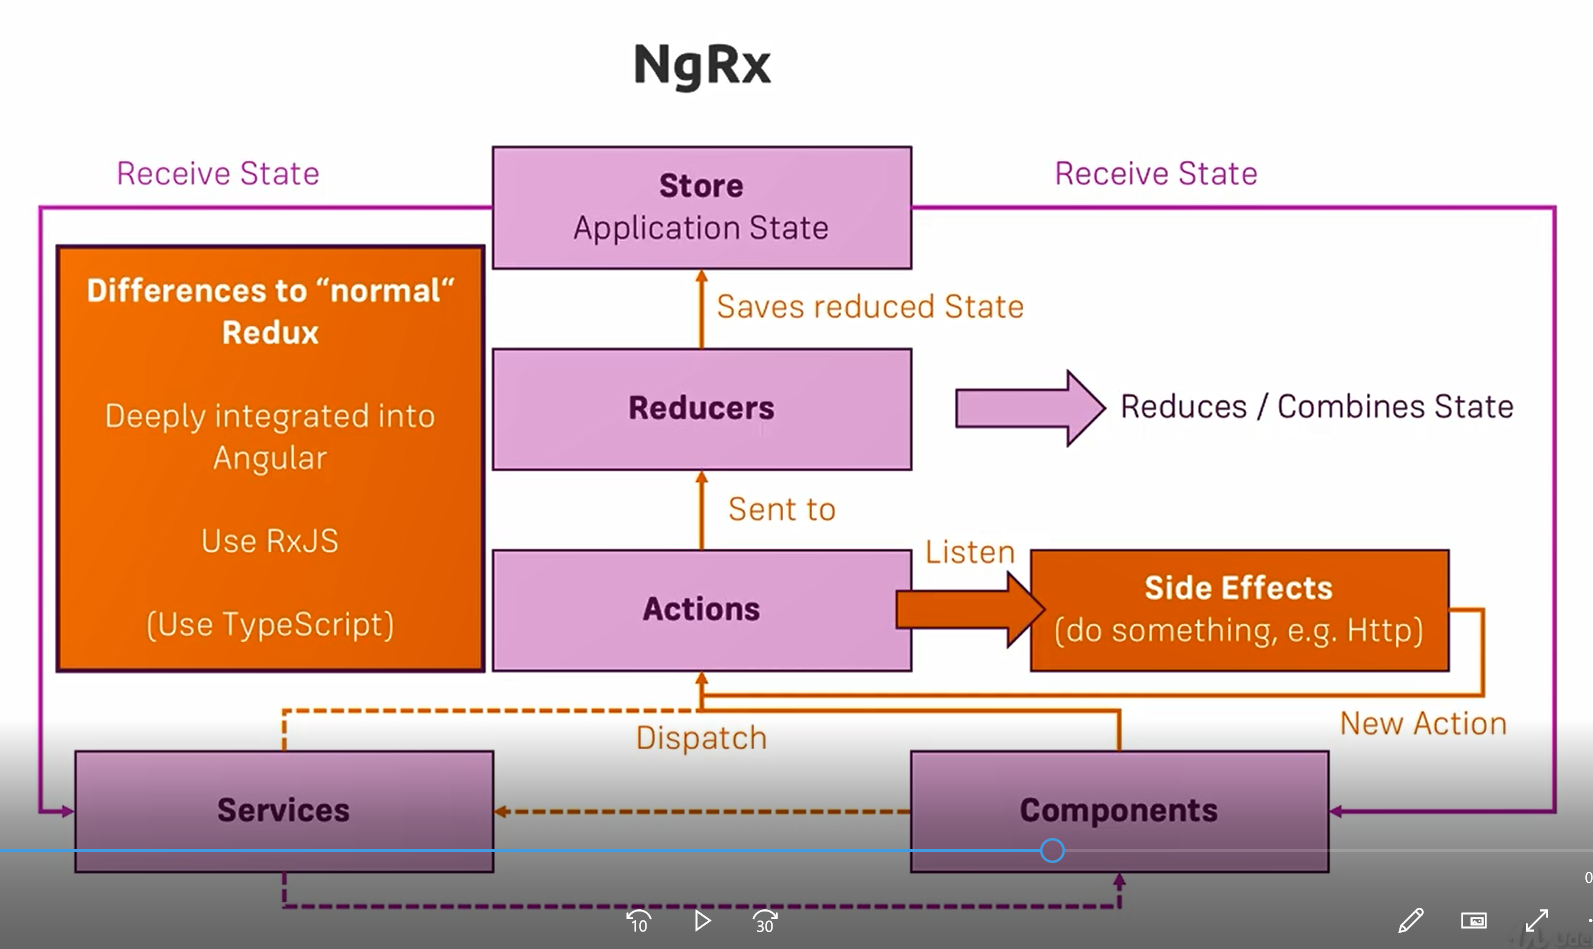 NgRx
Receive State
Store
Application State
Receive State
Differences to “normal“
Redux
Deeply integrated into
Angular
Use RxJS
(Use TypeScript)
Saves reduced State
Reducers
Reduces / Combines State
Sent to
Actions
Listen
Side Effects
(do something, e.g. Http)
New Action
Dispatch
Services
Components
0
10
30